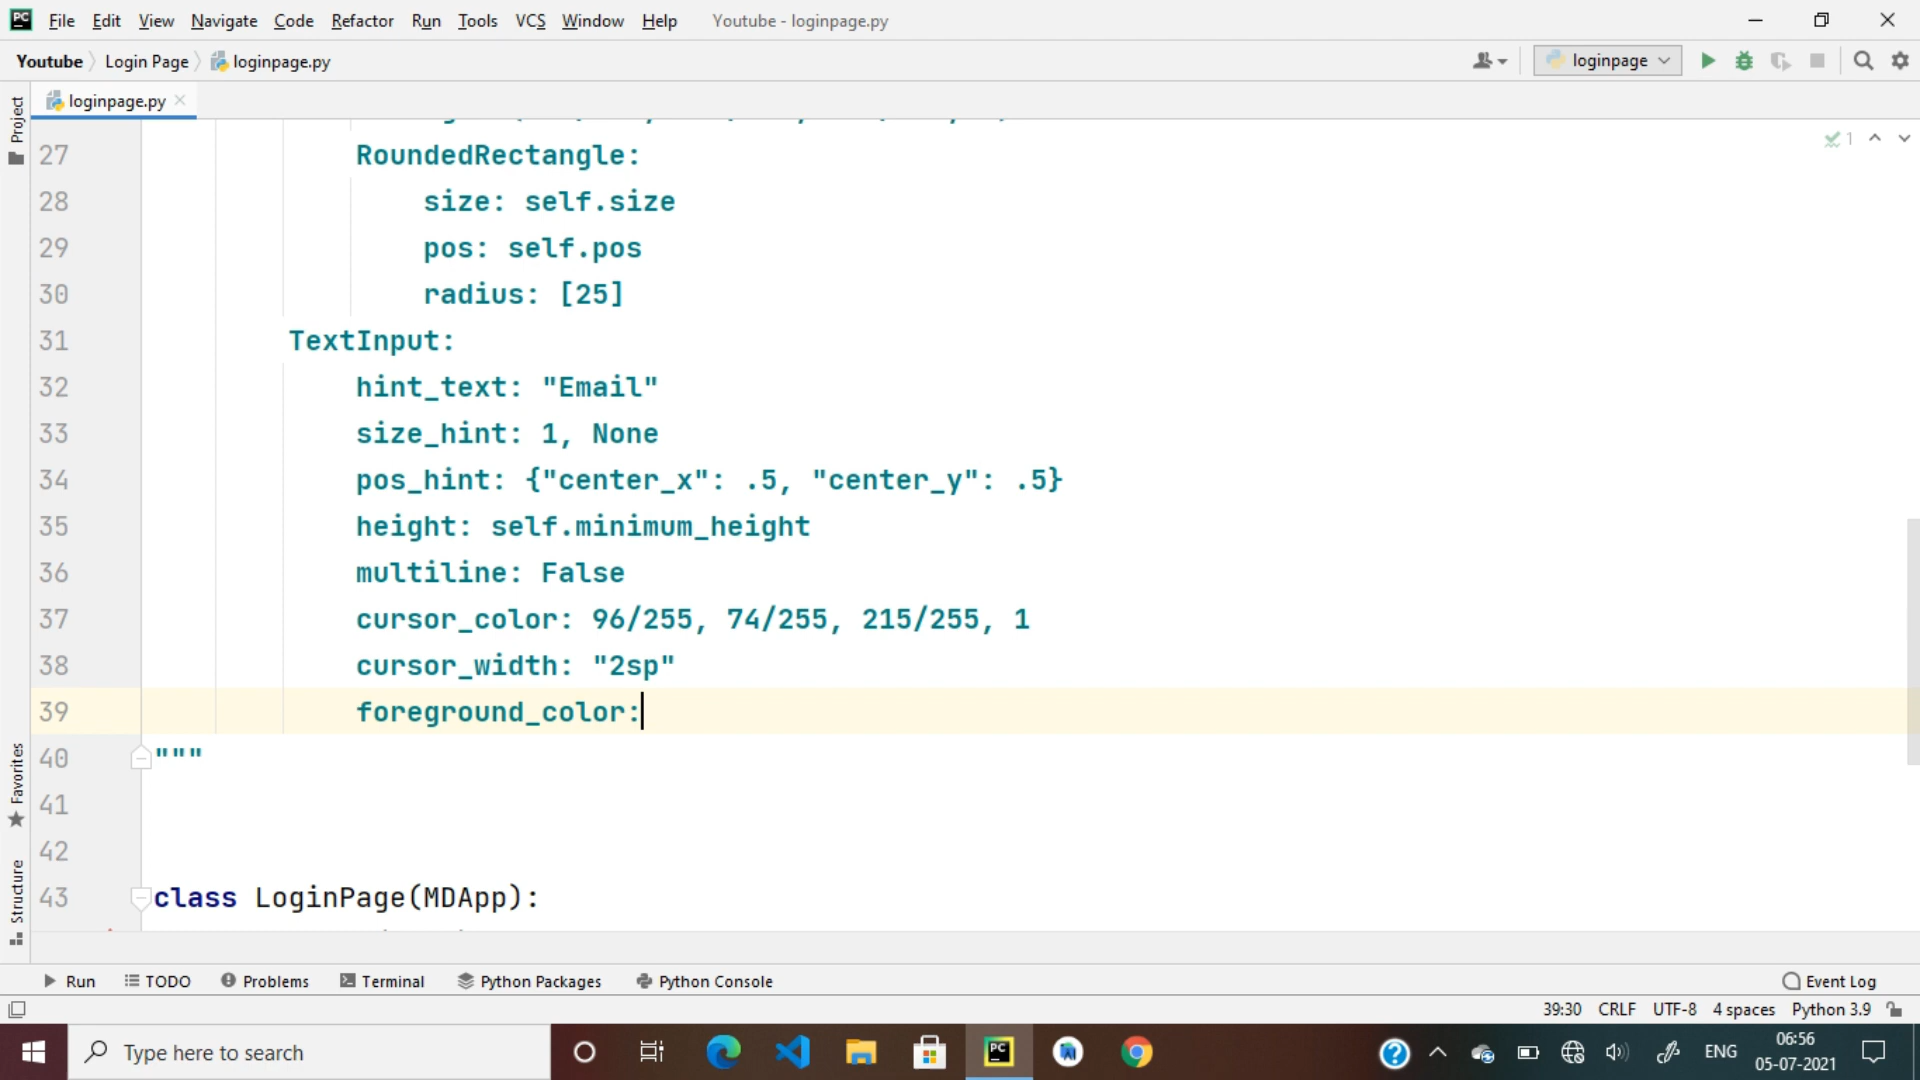 PC File Edit View Navigate Code Refactor Run Tools VCS Window Help Youtube - loginpage.py
Youtube Login Page loginpage.py loginpage
loginpage.py
Project
1
27 RoundedRectangle:
28 size: self.size
29 pos: self.pos
30 radius: [25]
31 TextInput:
32 hint_text: "Email"
33 size_hint: 1, None
34 pos_hint: {"center_x": .5, "center_y": .5}
35 height: self.minimum_height
36 multiline: False
37 cursor_color: 96/255, 74/255, 215/255, 1
38 cursor_width: "2sp"
39 foreground_color:
40 """
41
42
43 class LoginPage(MDApp):
Favorites
Structure
Run TODO Problems Terminal Python Packages Python Console Event Log
39:30 CRLF UTF-8 4 spaces Python 3.9
Type here to search PC ? ENG 06:56
05-07-2021